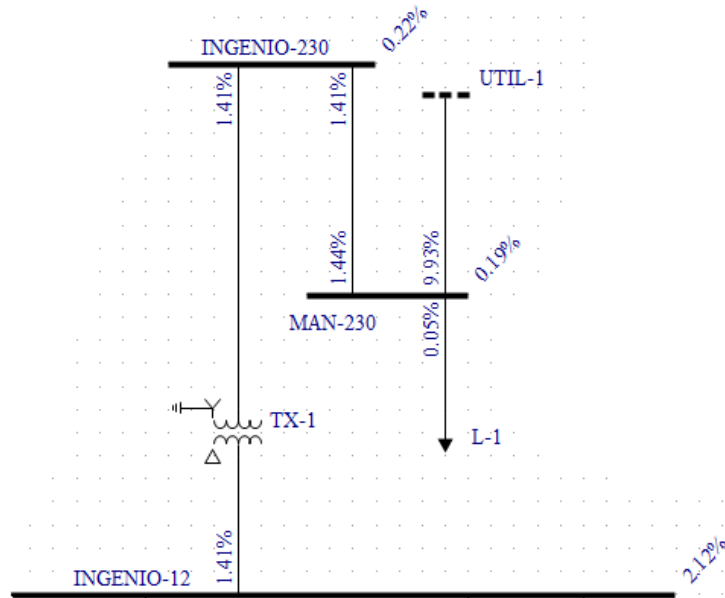 INGENIO-230
0.22%
1.41%
1.41%
UTIL-1
1.44%
9.93%
0.19%
MAN-230
0.05%
TX-1
L-1
1.41%
INGENIO-12
2.12%